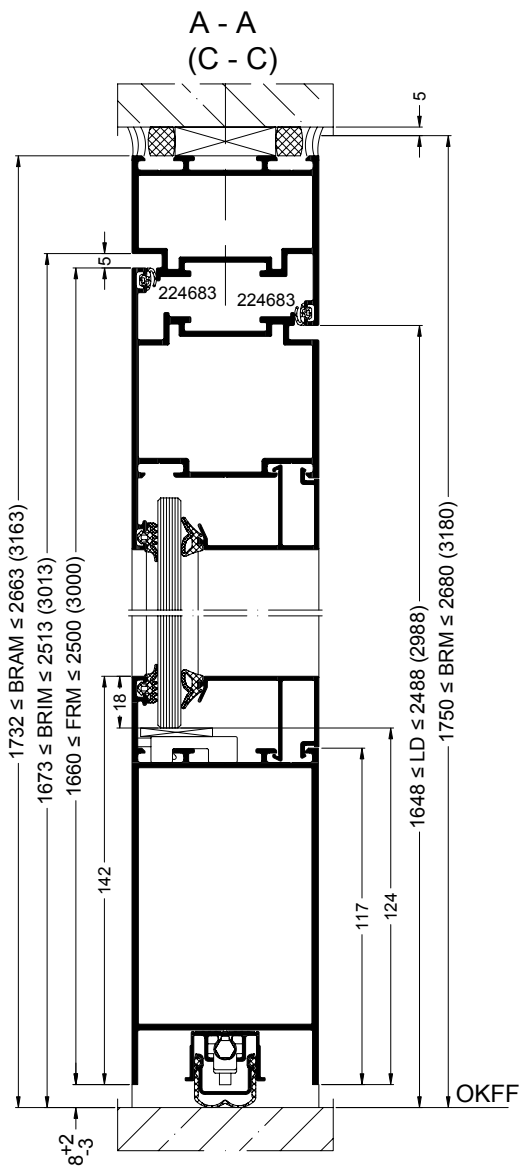 A - A
(C - C)
5
5
224683
224683
1732 ≤ BRAM ≤ 2663 (3163)
1673 ≤ BRIM ≤ 2513 (3013)
1660 ≤ FRM ≤ 2500 (3000)
1648 ≤ LD ≤ 2488 (2988)
1750 ≤ BRM ≤ 2680 (3180)
18
142
117
124
OKFF
8+2-3